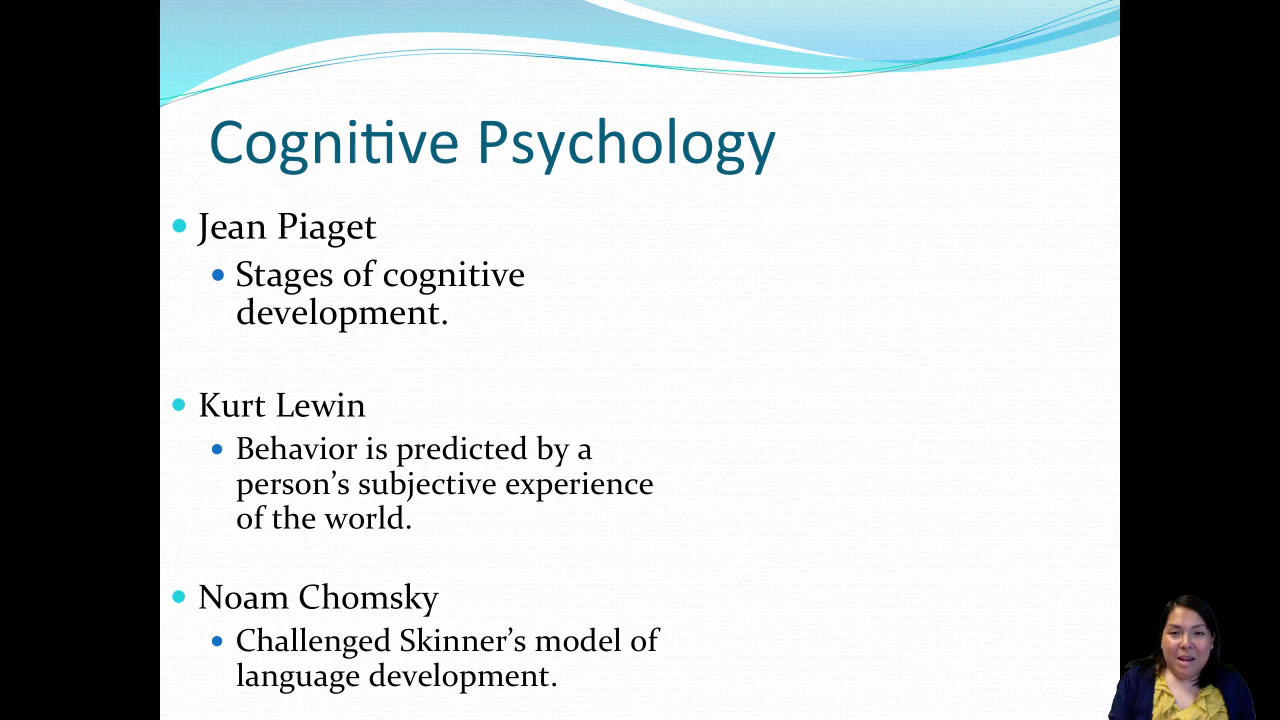 Cognitive Psychology
Jean Piaget
Stages of cognitive
development.
Kurt Lewin
Behavior is predicted by a
person’s subjective experience
of the world.
Noam Chomsky
Challenged Skinner’s model of
language development.